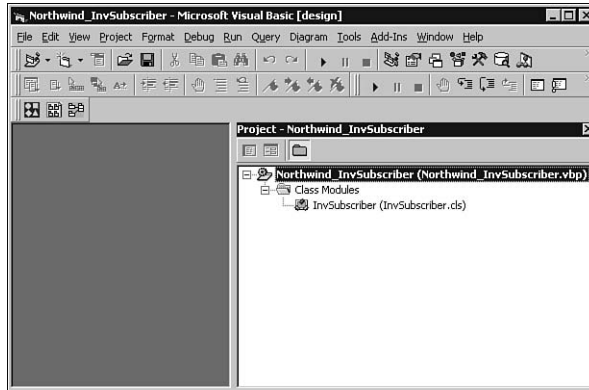 Northwind_InvSubscriber - Microsoft Visual Basic [design]
File Edit View Project Format Debug Run Query Diagram Tools Add-Ins Window Help
Project - Northwind_InvSubscriber
Northwind_InvSubscriber (Northwind_InvSubscriber.vbp)
Class Modules
InvSubscriber (InvSubscriber.cls)